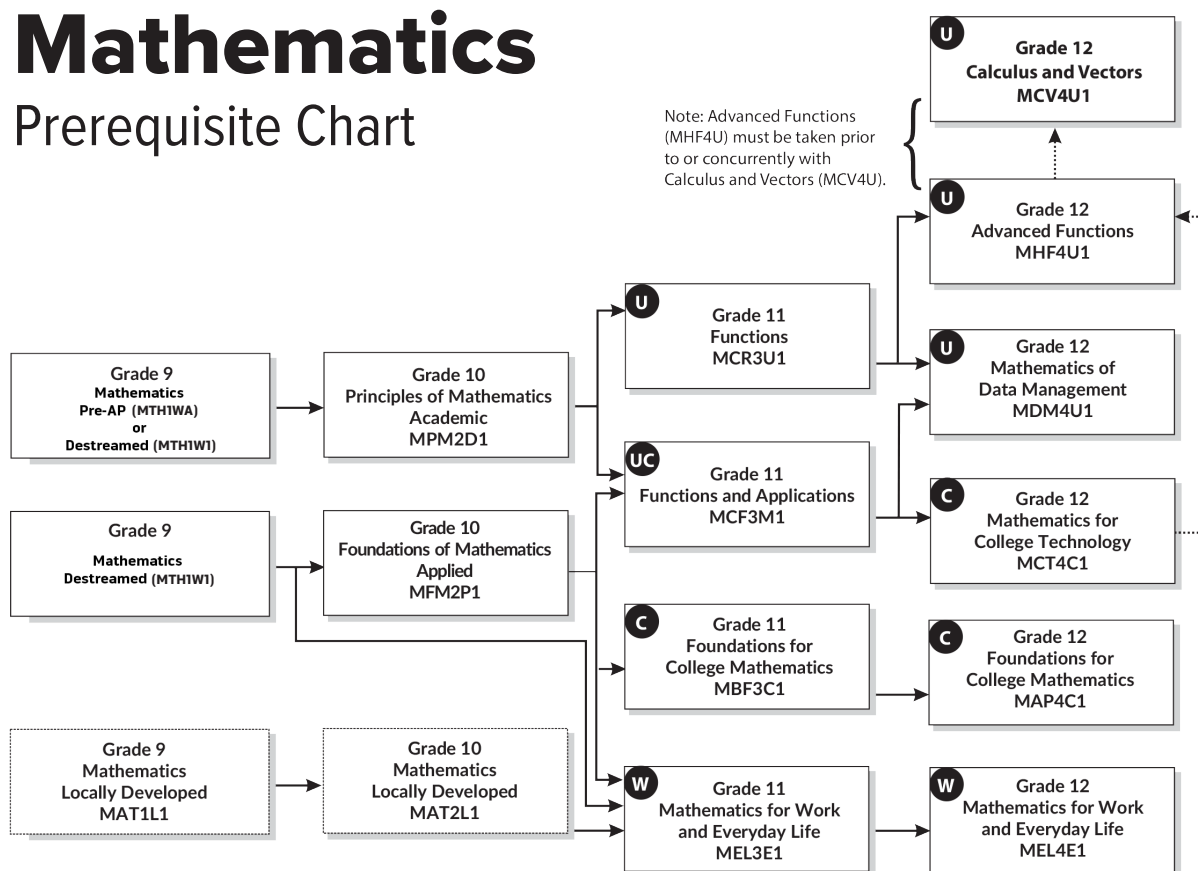 Mathematics
Prerequisite Chart
Note: Advanced Functions
(MHF4U) must be taken prior
to or concurrently with
Calculus and Vectors (MCV4U).
U
Grade 12
Calculus and Vectors
MCV4U1
U
Grade 12
Advanced Functions
MHF4U1
Grade 9
Mathematics
Pre-AP (MTH1WA)
or
Destreamed (MTH1W1)
Grade 10
Principles of Mathematics
Academic
MPM2D1
U
Grade 11
Functions
MCR3U1
U
Grade 12
Mathematics of
Data Management
MDM4U1
Grade 9
Mathematics
Destreamed (MTH1W1)
Grade 10
Foundations of Mathematics
Applied
MFM2P1
UC
Grade 11
Functions and Applications
MCF3M1
C
Grade 12
Mathematics for
College Technology
MCT4C1
C
Grade 11
Foundations for
College Mathematics
MBF3C1
C
Grade 12
Foundations for
College Mathematics
MAP4C1
Grade 9
Mathematics
Locally Developed
MAT1L1
Grade 10
Mathematics
Locally Developed
MAT2L1
W
Grade 11
Mathematics for Work
and Everyday Life
MEL3E1
W
Grade 12
Mathematics for Work
and Everyday Life
MEL4E1